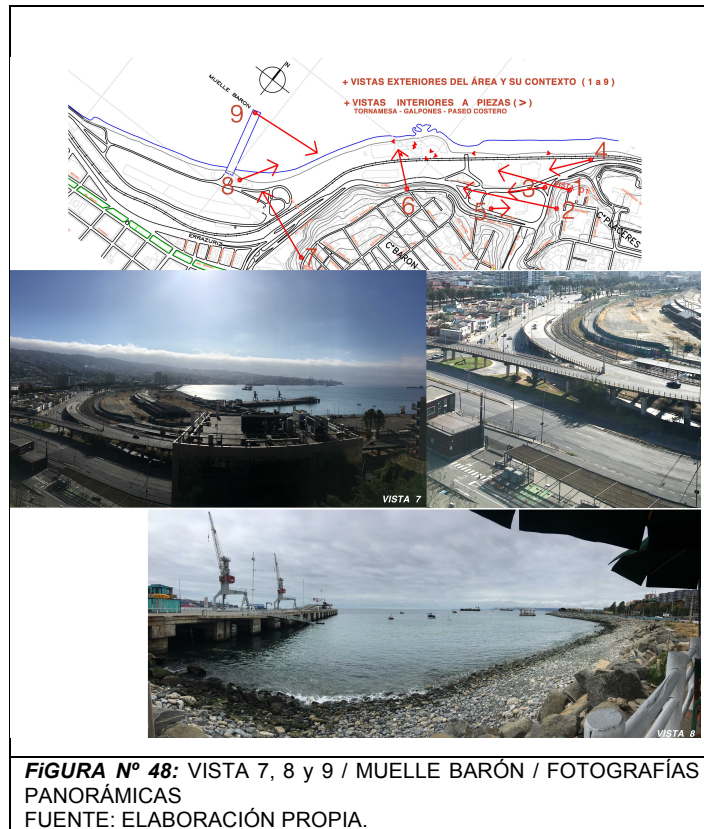 N
MUELLE BARON
+ VISTAS EXTERIORES DEL ÁREA Y SU CONTEXTO ( 1 a 9 )
+ VISTAS INTERIORES A PIEZAS ( > )
TORNAMESA - GALPONES - PASEO COSTERO
9
8
7
6
5
4
3
1
2
ERRAZURIZ
Cº BARON
Cº PLACERES
VISTA 7
VISTA 8
FiGURA Nº 48: VISTA 7, 8 y 9 / MUELLE BARÓN / FOTOGRAFÍAS
PANORÁMICAS
FUENTE: ELABORACIÓN PROPIA.